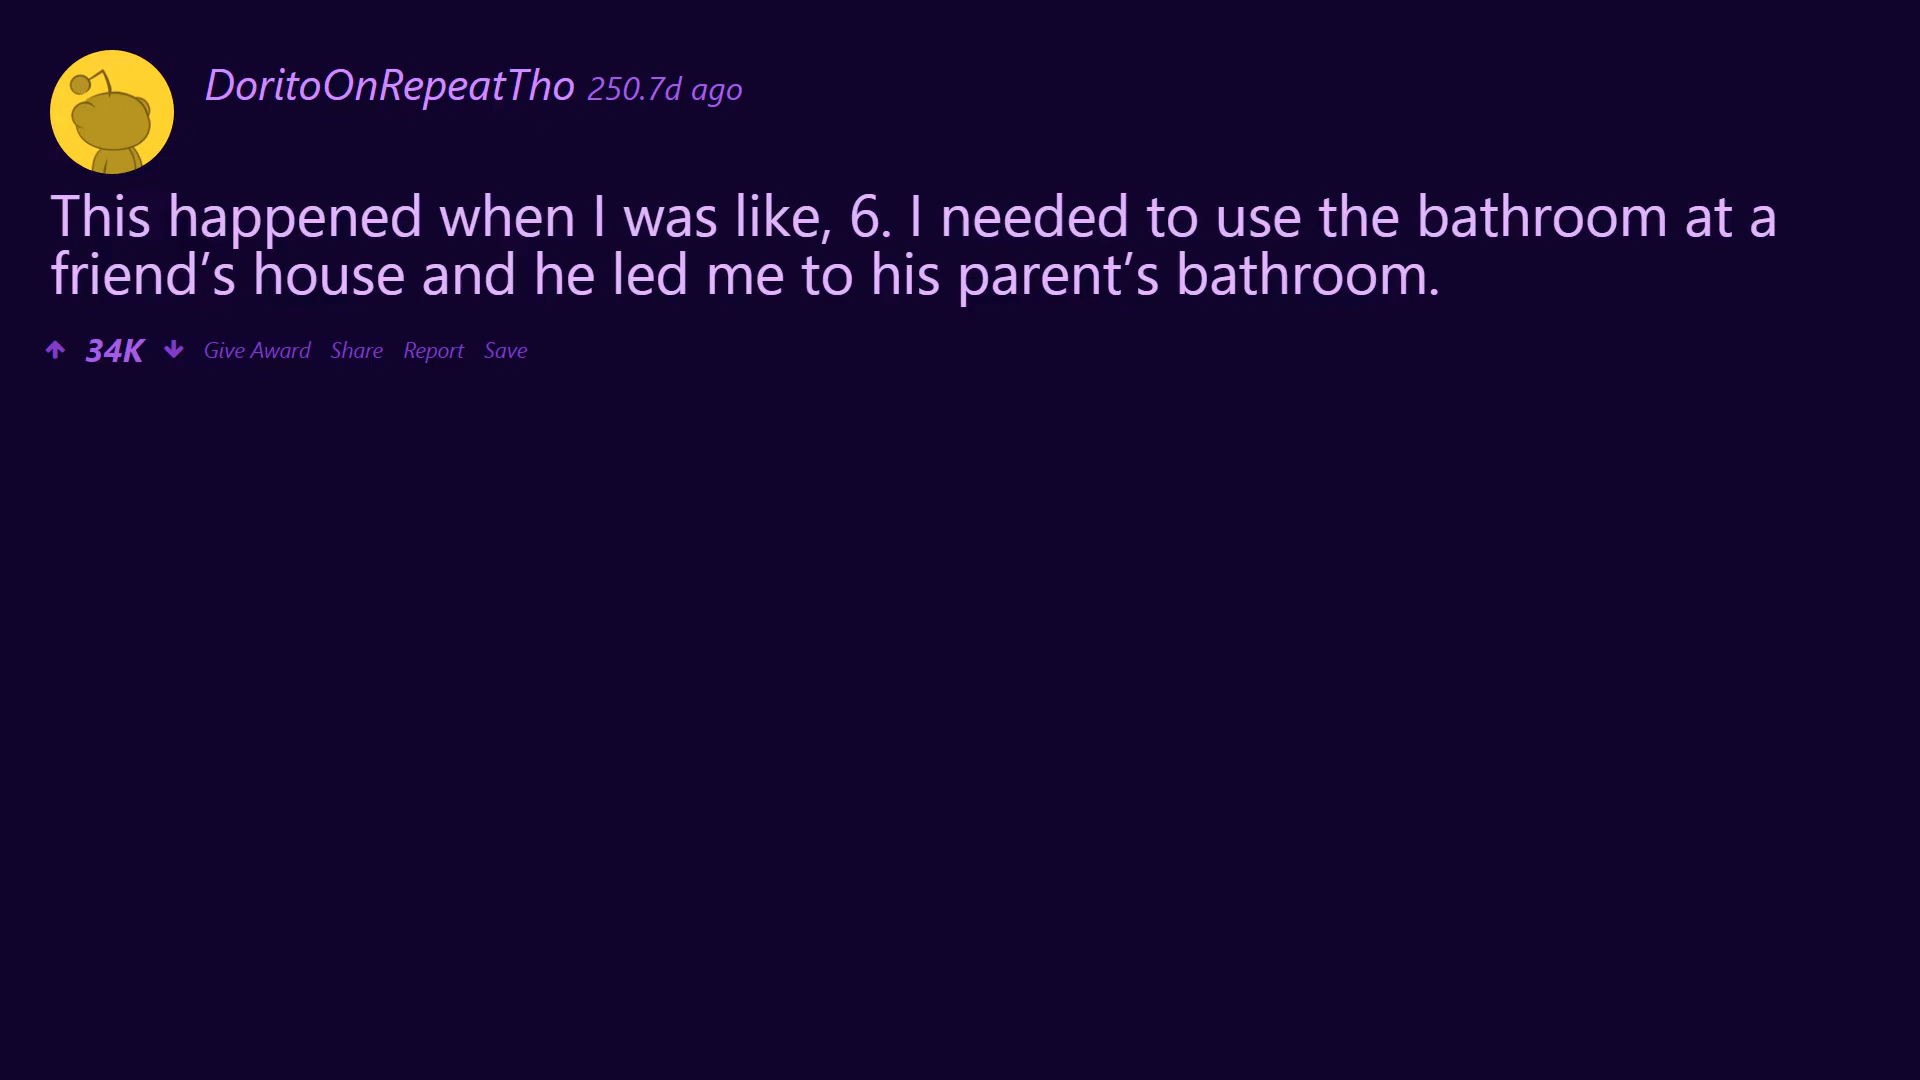 DoritoOnRepeatTho 250.7d ago
This happened when I was like, 6. I needed to use the bathroom at a
friend’s house and he led me to his parent’s bathroom.
34K Give Award Share Report Save